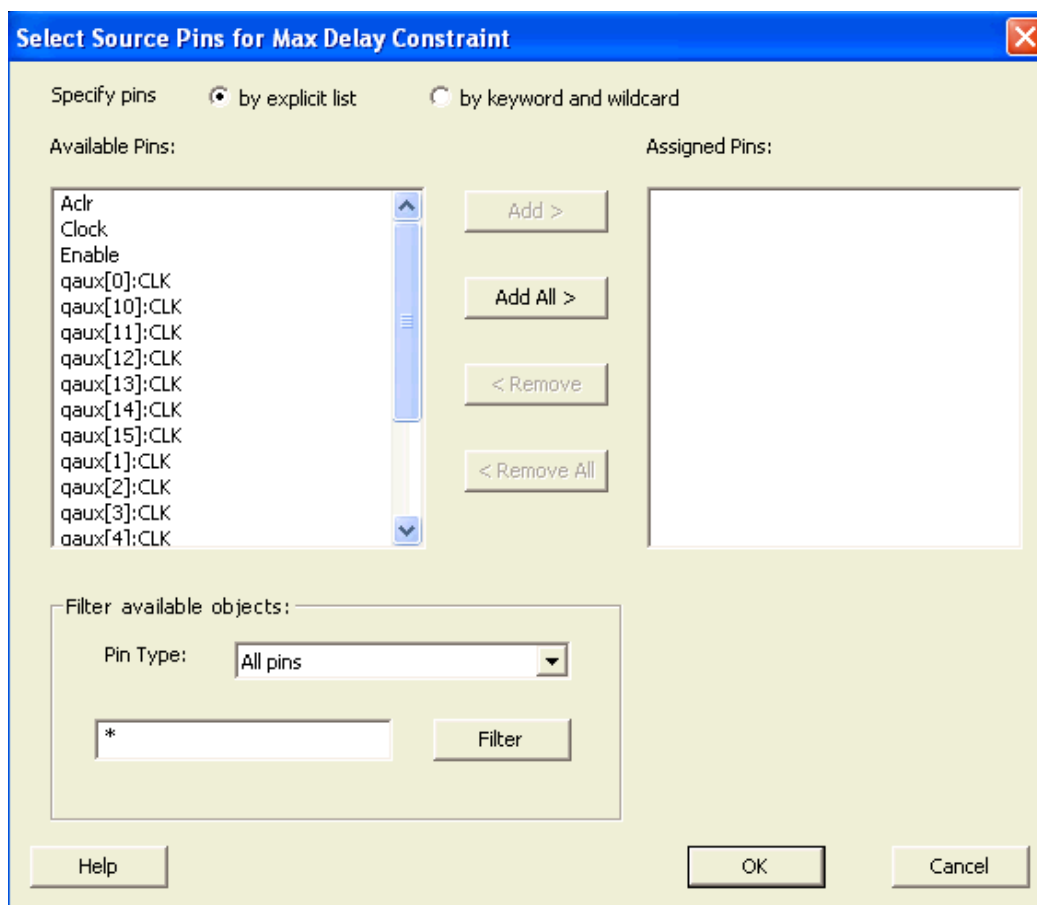 Select Source Pins for Max Delay Constraint
Specify pins by explicit list by keyword and wildcard
Available Pins: Assigned Pins:
Aclr
Clock
Enable
qaux[0]:CLK
qaux[10]:CLK
qaux[11]:CLK
qaux[12]:CLK
qaux[13]:CLK
qaux[14]:CLK
qaux[15]:CLK
qaux[1]:CLK
qaux[2]:CLK
qaux[3]:CLK
qaux[4]:CLK
Add >
Add All >
< Remove
< Remove All
Filter available objects:
Pin Type: All pins
* Filter
Help OK Cancel